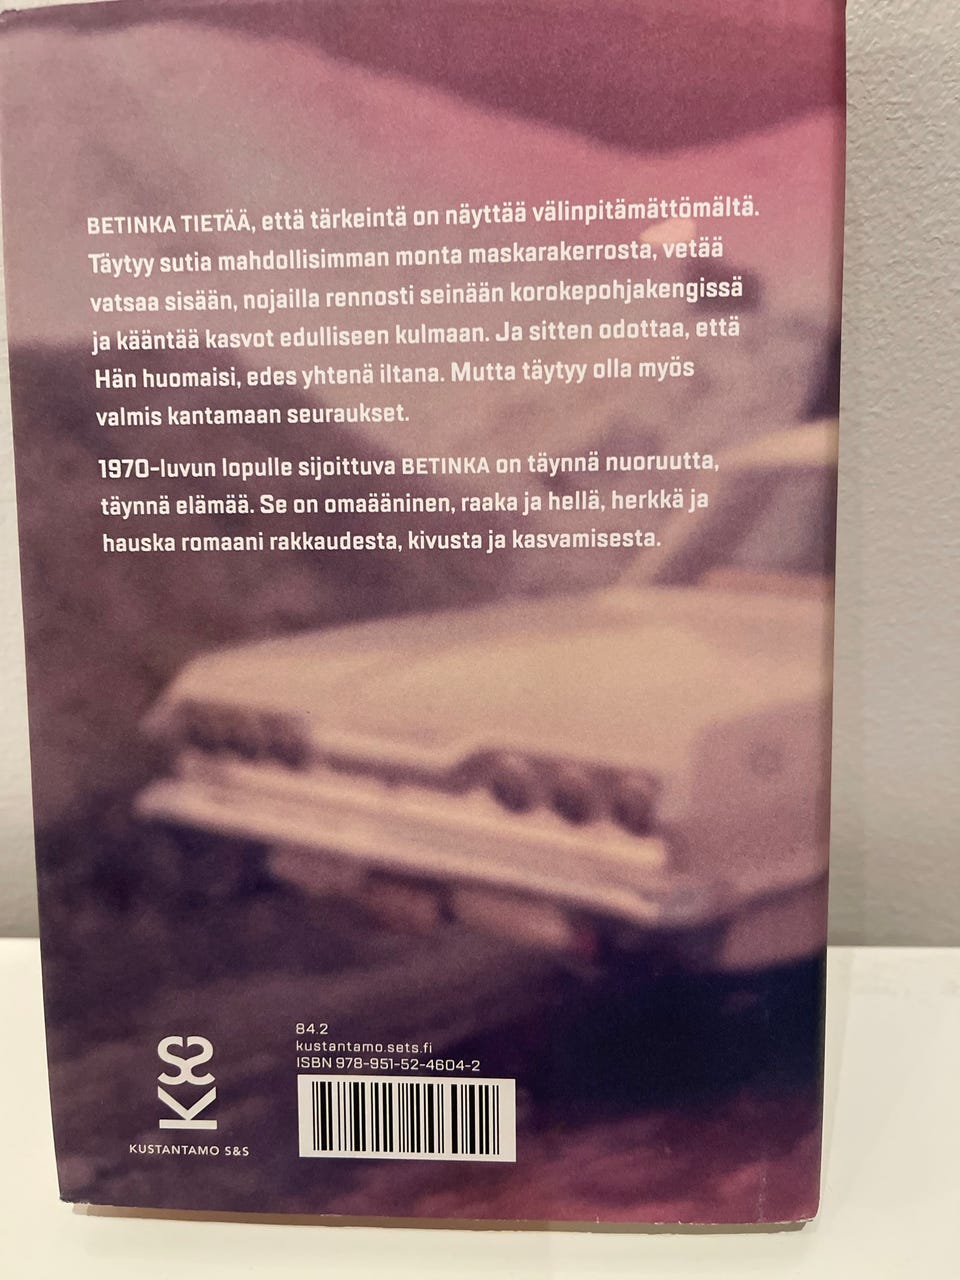 BETINKA TIETÄÄ, että tärkeintä on näyttää välinpitämättömältä.
Täytyy sutia mahdollisimman monta maskarakerrosta, vetää
vatsaa sisään, nojailla rennosti seinään korokepohjakengissä
ja kääntää kasvot edulliseen kulmaan. Ja sitten odottaa, että
Hän huomaisi, edes yhtenä iltana. Mutta täytyy olla myös
valmis kantamaan seuraukset.
1970-luvun lopulle sijoittuva BETINKA on täynnä nuoruutta,
täynnä elämää. Se on omaääninen, raaka ja hellä, herkkä ja
hauska romaani rakkaudesta, kivusta ja kasvamisesta.
84.2
kustantamo.sets.fi
ISBN 978-951-52-4604-2
K&S
KUSTANTAMO S&S